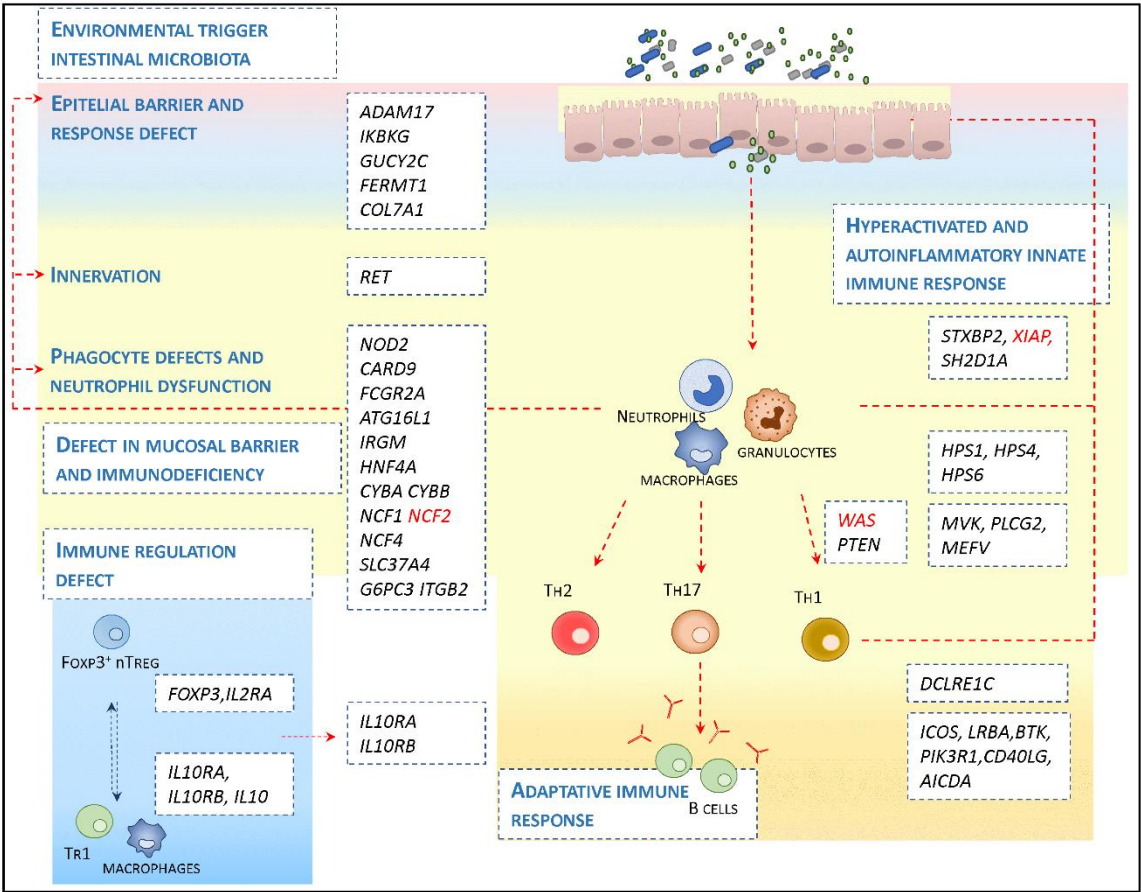 ENVIRONMENTAL TRIGGER
INTESTINAL MICROBIOTA
EPITELIAL BARRIER AND
RESPONSE DEFECT
ADAM17
IKBKG
GUCY2C
FERMT1
COL7A1
INNERVATION
RET
PHAGOCYTE DEFECTS AND
NEUTROPHIL DYSFUNCTION
DEFECT IN MUCOSAL BARRIER
AND IMMUNODEFICIENCY
NOD2
CARD9
FCGR2A
ATG16L1
IRGM
HNF4A
CYBA CYBB
NCF1 NCF2
NCF4
SLC37A4
G6PC3 ITGB2
IMMUNE REGULATION
DEFECT
FOXP3+ NTREG
FOXP3,IL2RA
IL10RA,
IL10RB, IL10
TR1
MACROPHAGES
IL10RA
IL10RB
HYPERACTIVATED AND
AUTOINFLAMMATORY INNATE
IMMUNE RESPONSE
STXBP2, XIAP,
SH2D1A
NEUTROPHILS
GRANULOCYTES
MACROPHAGES
HPS1, HPS4,
HPS6
WAS
PTEN
MVK, PLCG2,
MEFV
TH2
TH17
TH1
DCLRE1C
ICOS, LRBA,BTK,
PIK3R1,CD40LG,
AICDA
B CELLS
ADAPTATIVE IMMUNE
RESPONSE